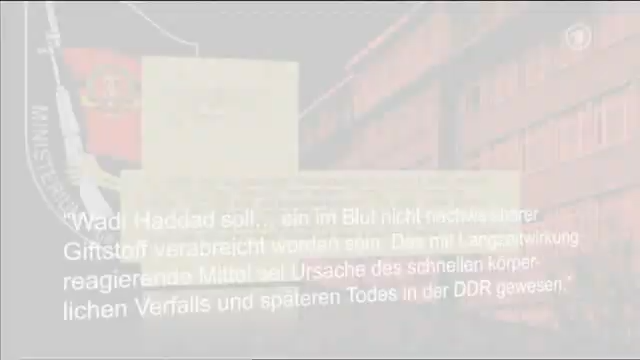 MINISTERIUM
"Wadi Haddad soll... ein im Blut nicht nachweisbarer
Giftstoff verabreicht worden sein. Das mit Langzeitwirkung
reagierende Mittel sei Ursache des schnellen körper-
lichen Verfalls und späteren Todes in der DDR gewesen."